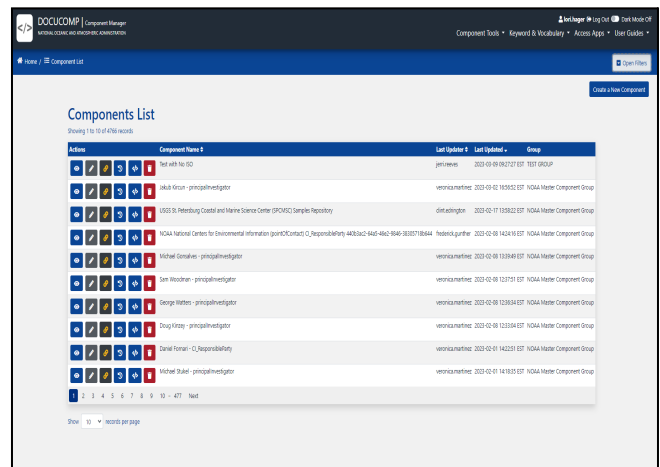 </> DOCUCOMP | Component Manager
NATIONAL OCEANIC AND ATMOSPHERIC ADMINISTRATION
lori.hager Log Out Dark Mode Off
Component Tools Keyword & Vocabulary Access Apps User Guides
Home / Component List
Open Filters
Create a New Component
Components List
Showing 1 to 10 of 4766 records
Actions Component Name Last Updater Last Updated Group
Test with No ISO jerri.reeves 2023-03-09 09:27:27 EST TEST GROUP
Jakub Kircun - principalInvestigator veronica.martinez 2023-03-02 16:56:52 EST NOAA Master Component Group
USGS St. Petersburg Coastal and Marine Science Center (SPCMSC) Samples Repository clint.edrington 2023-02-17 13:50:22 EST NOAA Master Component Group
NOAA National Centers for Environmental Information (pointOfContact) CI_ResponsibleParty frederick.gunther 2023-02-08 14:24:16 EST NOAA Master Component Group
Michael Gonsalves - principalInvestigator veronica.martinez 2023-02-08 13:39:49 EST NOAA Master Component Group
Sam Woodman - principalInvestigator veronica.martinez 2023-02-08 12:37:51 EST NOAA Master Component Group
George Watters - principalInvestigator veronica.martinez 2023-02-08 12:36:34 EST NOAA Master Component Group
Doug Kinzey - principalInvestigator veronica.martinez 2023-02-08 12:33:04 EST NOAA Master Component Group
Daniel Fornari - CI_ResponsibleParty veronica.martinez 2023-02-01 14:22:51 EST NOAA Master Component Group
Michael Stukel - principalInvestigator veronica.martinez 2023-02-01 14:18:35 EST NOAA Master Component Group
1 2 3 4 5 6 7 8 9 10 - 477 Next
Show 10 records per page